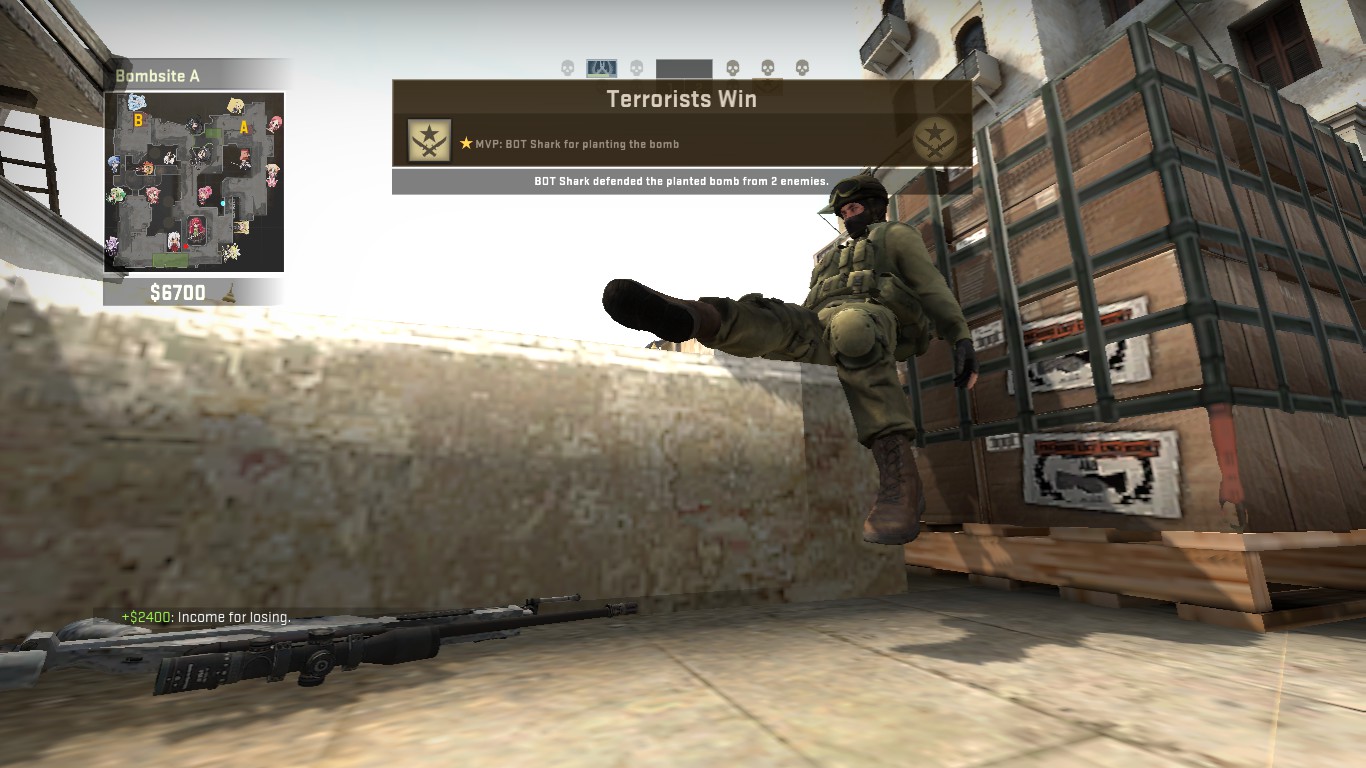 Bombsite A
B
A
$6700
Terrorists Win
MVP: BOT Shark for planting the bomb
BOT Shark defended the planted bomb from 2 enemies.
+$2400: Income for losing.